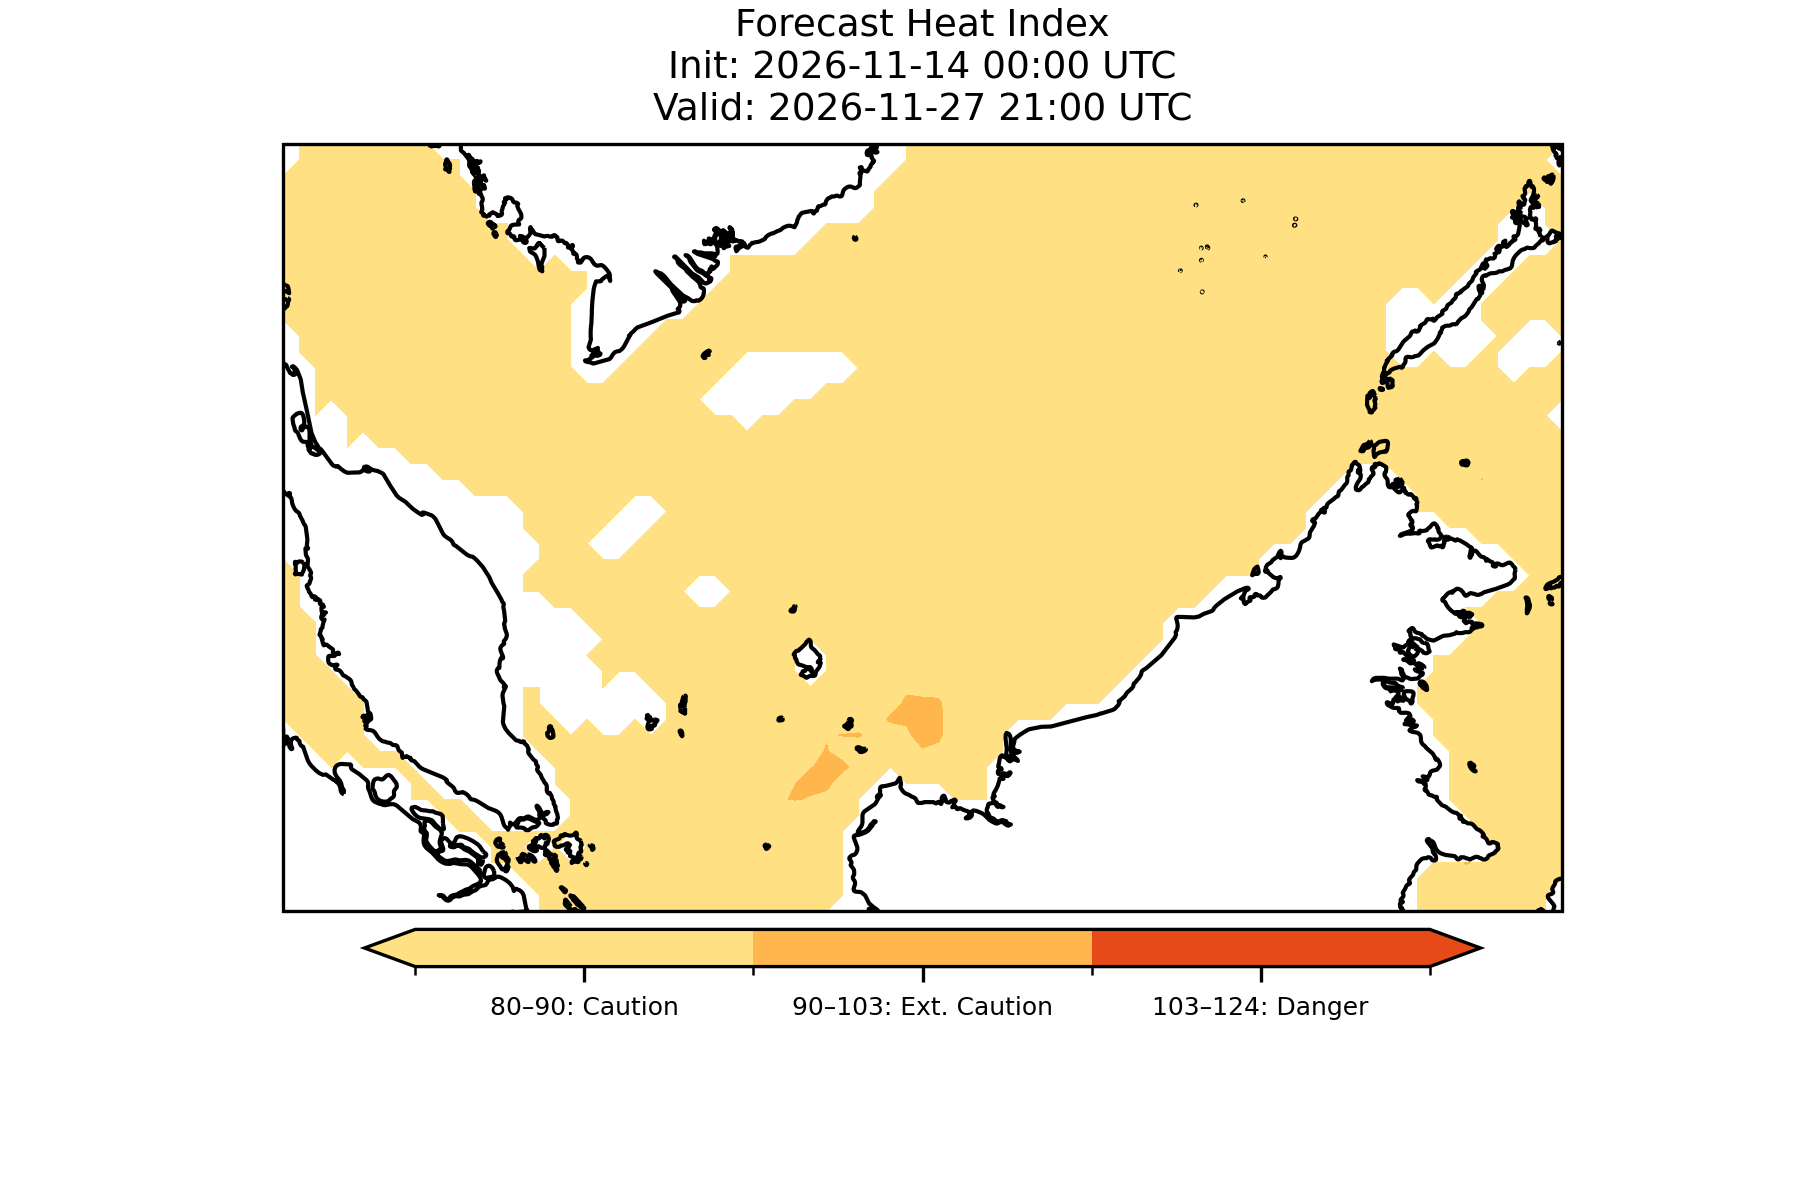 Forecast Heat Index
Init: 2026-11-14 00:00 UTC
Valid: 2026-11-27 21:00 UTC
80–90: Caution
90–103: Ext. Caution
103–124: Danger